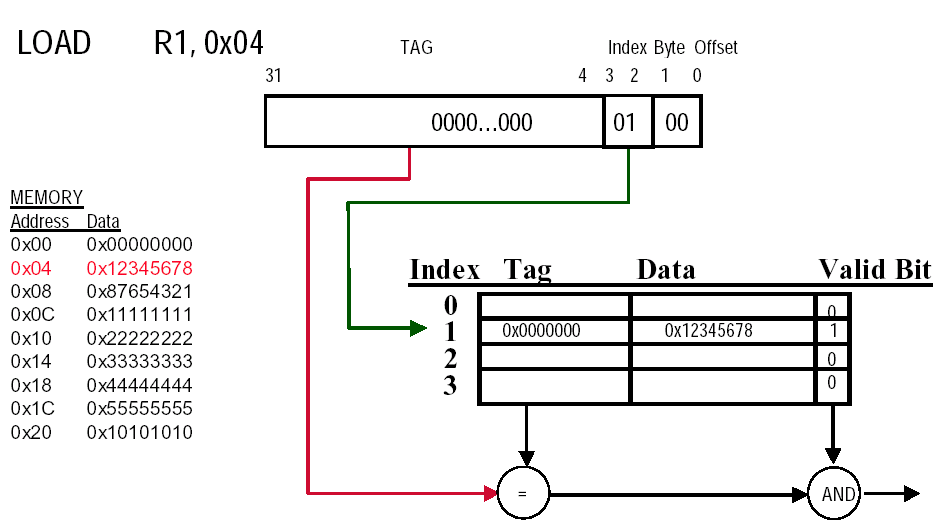 LOAD R1, 0x04
TAG Index Byte Offset
31 4 3 2 1 0
0000...000 01 00
MEMORY
Address Data
0x00 0x00000000
0x04 0x12345678
0x08 0x87654321
0x0C 0x11111111
0x10 0x22222222
0x14 0x33333333
0x18 0x44444444
0x1C 0x55555555
0x20 0x10101010
Index Tag Data Valid Bit
0 0
1 0x0000000 0x12345678 1
2 0
3 0
= AND